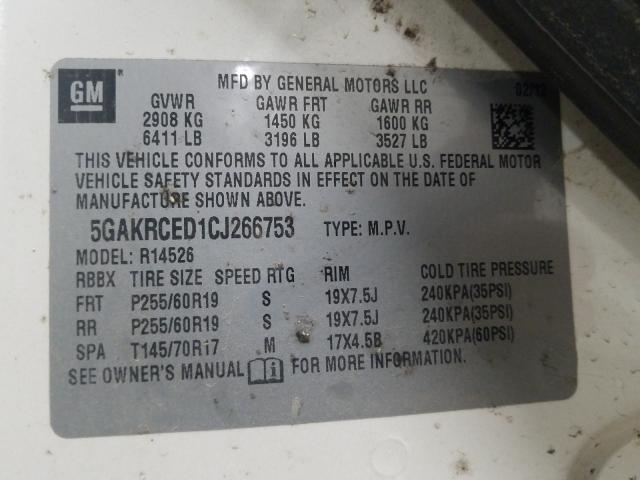 GM ®
MFD BY GENERAL MOTORS LLC 02/12
GVWR GAWR FRT GAWR RR
2908 KG 1450 KG 1600 KG
6411 LB 3196 LB 3527 LB
THIS VEHICLE CONFORMS TO ALL APPLICABLE U.S. FEDERAL MOTOR
VEHICLE SAFETY STANDARDS IN EFFECT ON THE DATE OF
MANUFACTURE SHOWN ABOVE.
5GAKRCED1CJ266753 TYPE: M.P.V.
MODEL: R14526
RBBX TIRE SIZE SPEED RTG RIM COLD TIRE PRESSURE
FRT P255/60R19 S 19X7.5J 240KPA(35PSI)
RR P255/60R19 S 19X7.5J 240KPA(35PSI)
SPA T145/70R17 M 17X4.5B 420KPA(60PSI)
SEE OWNER'S MANUAL FOR MORE INFORMATION.